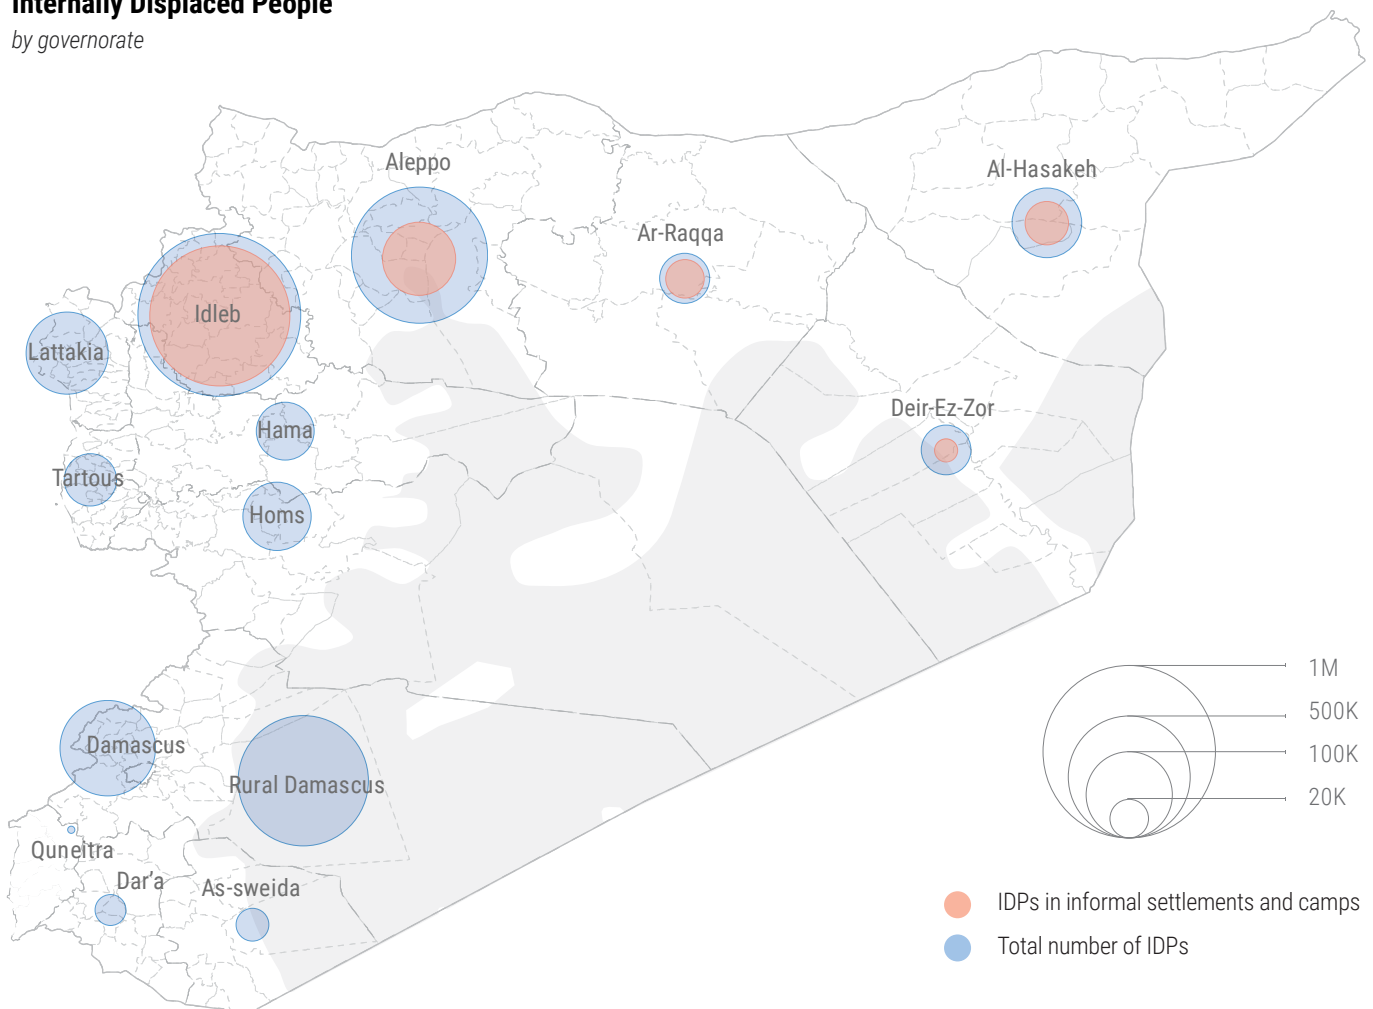 Internally Displaced People
by governorate
Aleppo
Al-Hasakeh
Ar-Raqqa
Idleb
Lattakia
Deir-Ez-Zor
Hama
Tartous
Homs
1M
500K
100K
20K
Damascus
Rural Damascus
Quneitra
Dar'a
As-sweida
IDPs in informal settlements and camps
Total number of IDPs